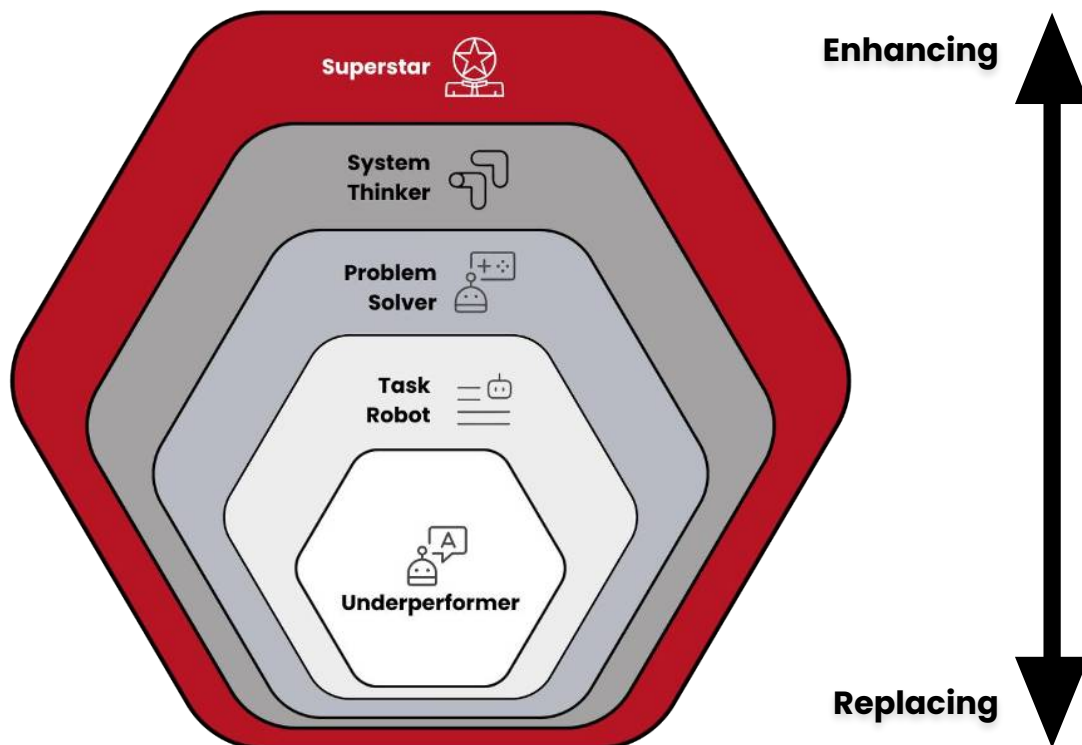 Superstar
Enhancing
System
Thinker
Problem
Solver
Task
Robot
A
Underperformer
Replacing